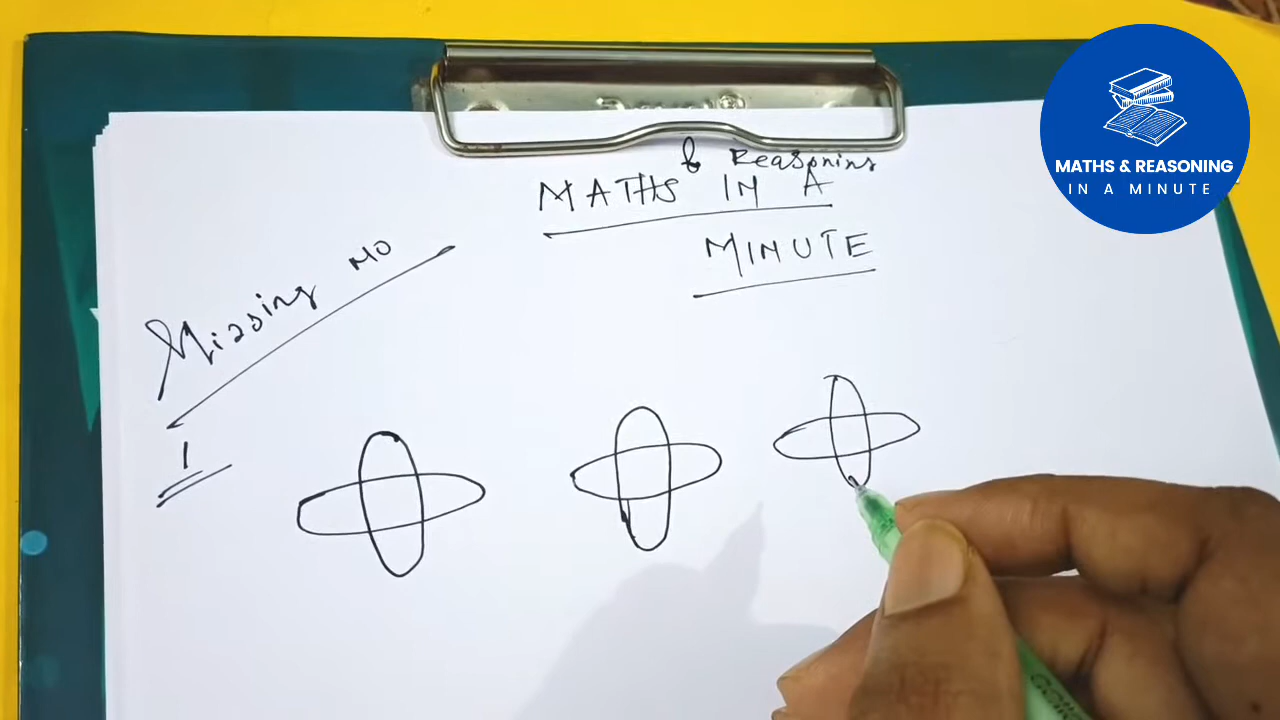 & Reasoning
MATHS IN A
MINUTE
Missing NO
1
MATHS & REASONING
IN A MINUTE